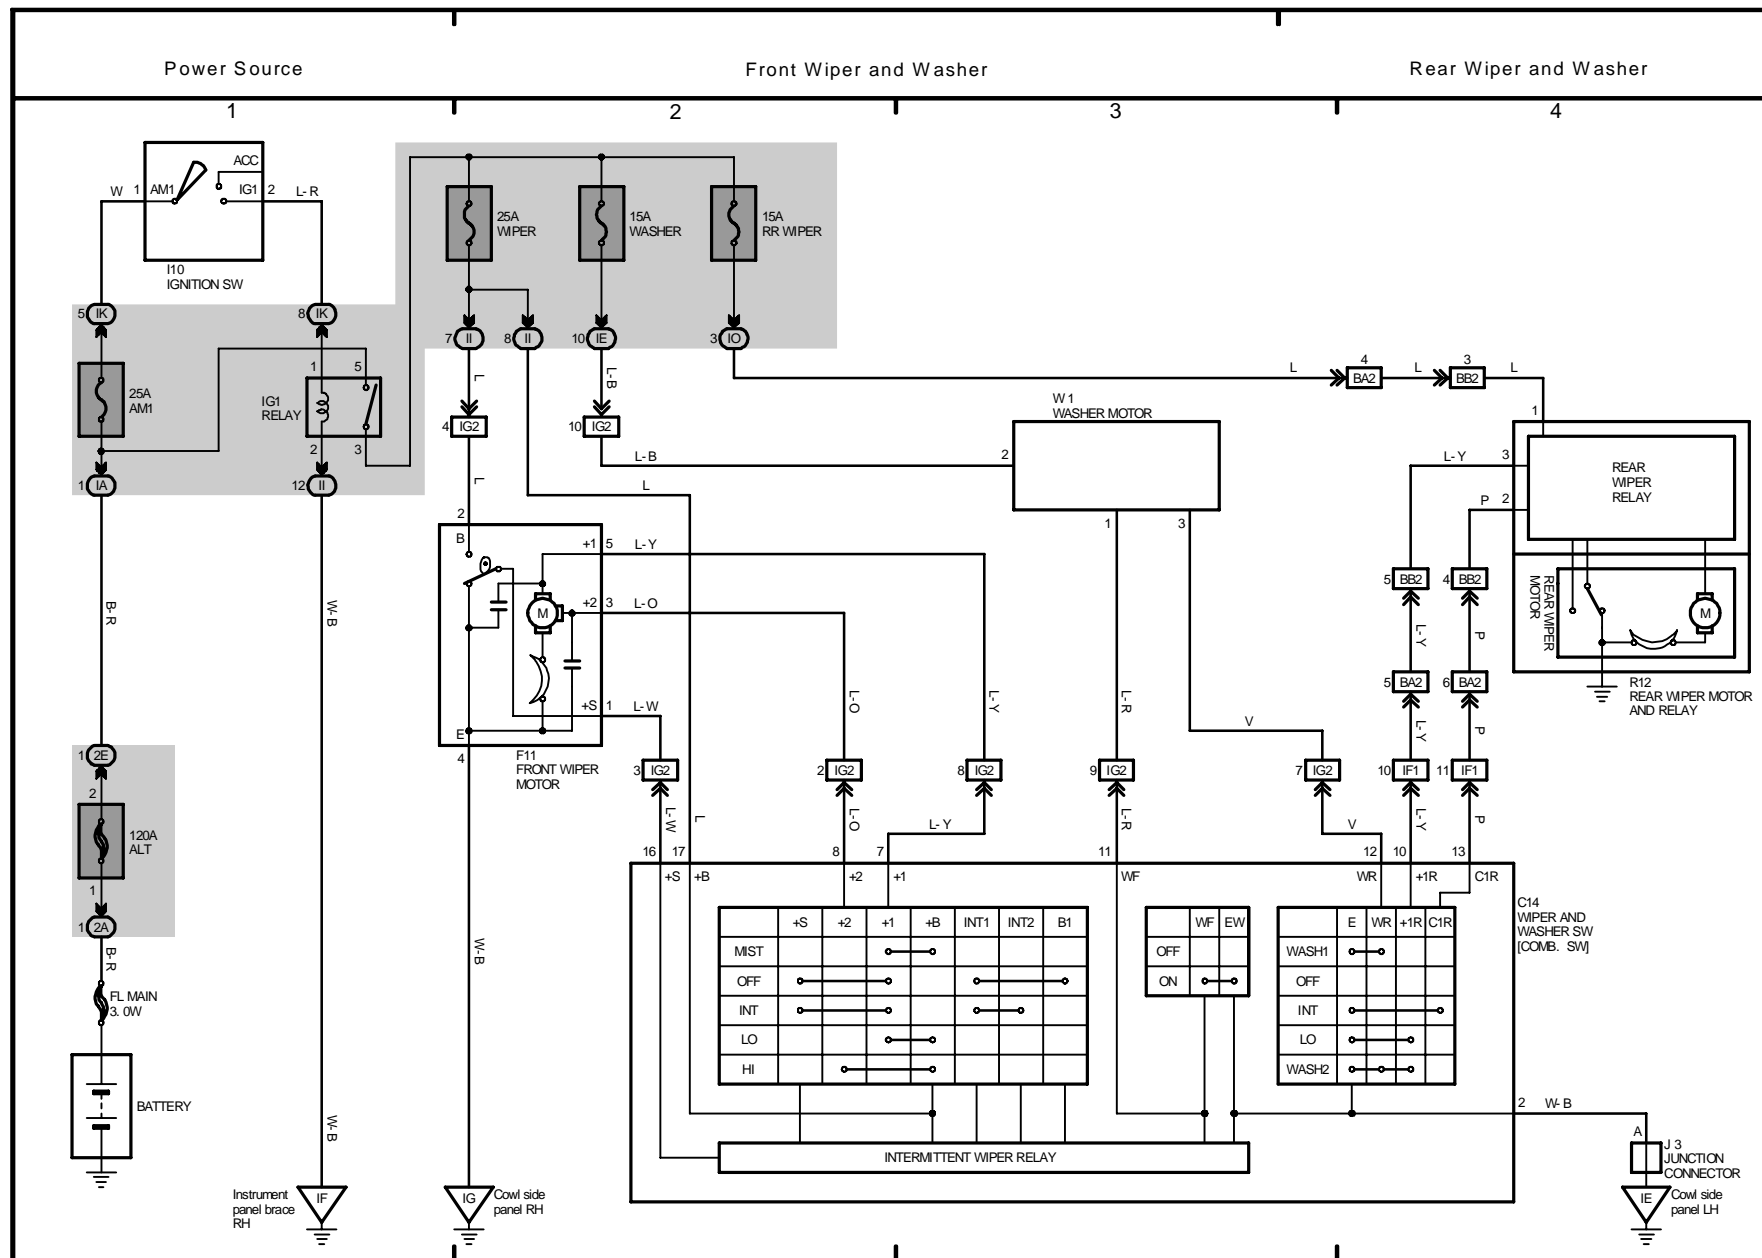 Power Source
Front Wiper and Washer
Rear Wiper and Washer
1
2
3
4
ACC
W
1
AM1
IG1
2
L-R
I10
IGNITION SW
25A
WIPER
15A
WASHER
15A
RR WIPER
5
IK
8
IK
7
II
8
II
10
IE
3
IO
25A
AM1
1
5
IG1
RELAY
2
3
1
IA
12
II
L
L-B
4
IG2
10
IG2
L
L-B
L
W1
WASHER MOTOR
2
1
3
L
4
BA2
L
3
BB2
L
1
L-Y
3
P
2
REAR
WIPER
RELAY
REAR WIPER
MOTOR
M
R12
REAR WIPER MOTOR
AND RELAY
5
BB2
4
BB2
L-Y
P
5
BA2
6
BA2
L-Y
P
10
IF1
11
IF1
L-Y
P
2
B
+1
5
L-Y
M
+2
3
L-O
+S
1
L-W
E
4
F11
FRONT WIPER
MOTOR
B-R
W-B
L-O
L-Y
L-R
V
3
IG2
2
IG2
8
IG2
9
IG2
7
IG2
L-W
L
L-O
L-Y
L-R
V
1
2E
2
120A
ALT
1
1
2A
B-R
FL MAIN
3.0W
BATTERY
W-B
W-B
16
17
8
7
11
12
10
13
+S
+B
+2
+1
WF
WR
+1R
C1R
C14
WIPER AND
WASHER SW
[COMB. SW]
+S
+2
+1
+B
INT1
INT2
B1
MIST
OFF
INT
LO
HI
WF
EW
OFF
ON
E
WR
+1R
C1R
WASH1
OFF
INT
LO
WASH2
INTERMITTENT WIPER RELAY
2
W-B
A
J3
JUNCTION
CONNECTOR
Instrument
panel brace
RH
IF
IG
Cowl side
panel RH
IE
Cowl side
panel LH